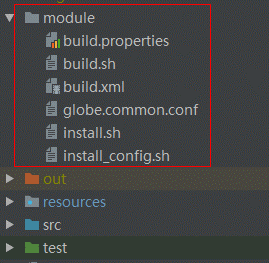 module
build.properties
build.sh
build.xml
globe.common.conf
install.sh
install_config.sh
out
resources
src
test